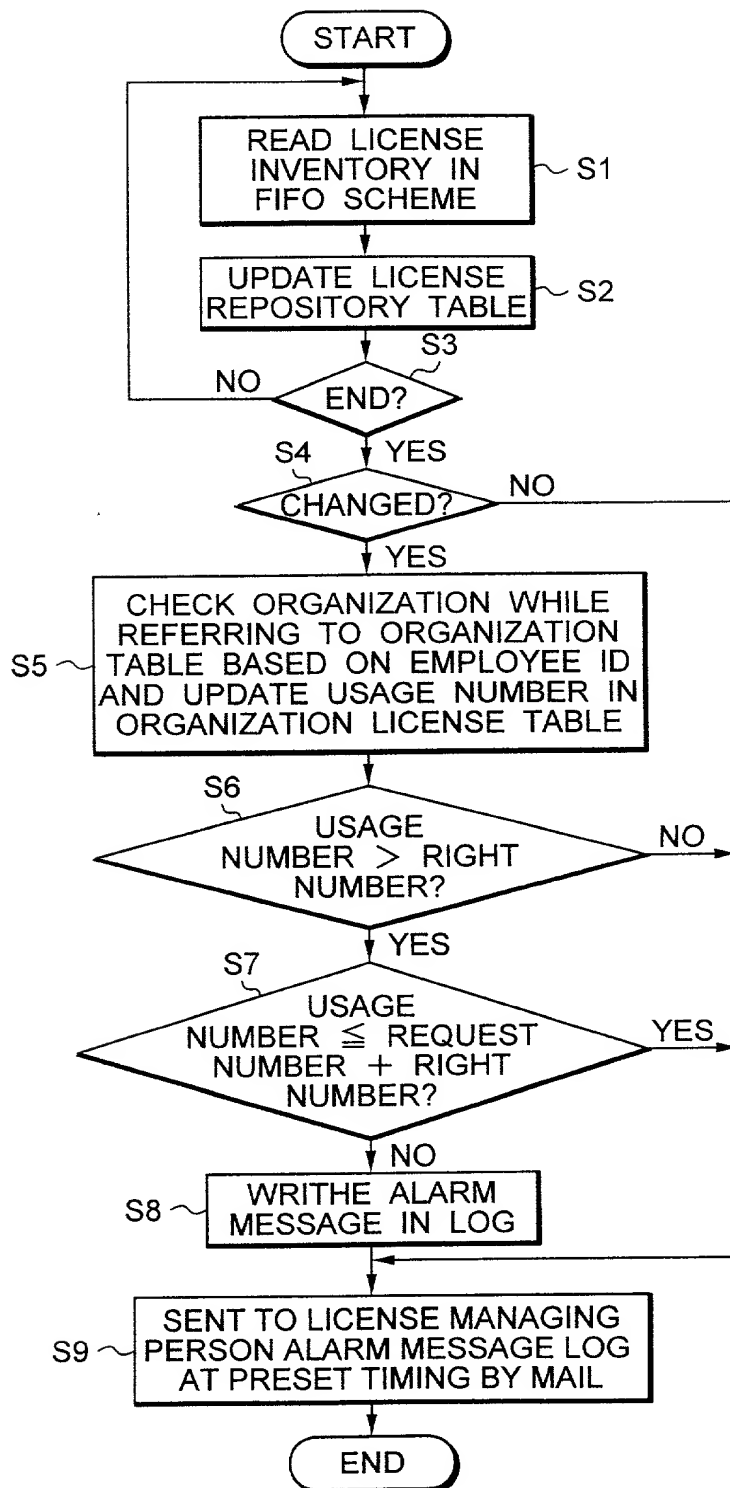 START
READ LICENSE
INVENTORY IN
FIFO SCHEME
S1
UPDATE LICENSE
REPOSITORY TABLE
S2
S3
NO
END?
YES
S4
CHANGED?
NO
YES
CHECK ORGANIZATION WHILE
REFERRING TO ORGANIZATION
TABLE BASED ON EMPLOYEE ID
AND UPDATE USAGE NUMBER IN
ORGANIZATION LICENSE TABLE
S5
S6
USAGE
NUMBER > RIGHT
NUMBER?
NO
YES
S7
USAGE
NUMBER ≦ REQUEST
NUMBER + RIGHT
NUMBER?
YES
NO
S8
WRITHE ALARM
MESSAGE IN LOG
S9
SENT TO LICENSE MANAGING
PERSON ALARM MESSAGE LOG
AT PRESET TIMING BY MAIL
END